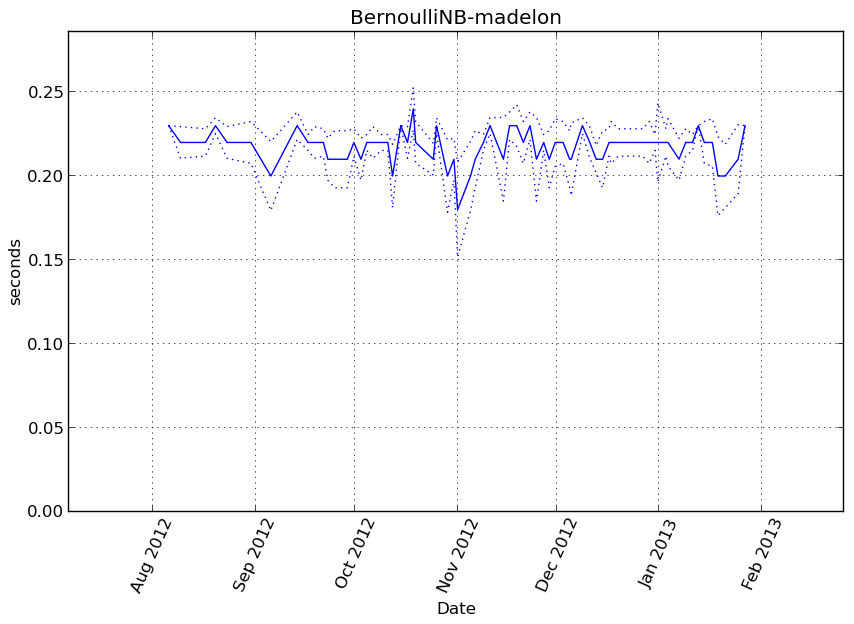 BernoulliNB-madelon
0.25
0.20
0.15
0.10
0.05
0.00
seconds
Aug 2012
Sep 2012
Oct 2012
Nov 2012
Dec 2012
Jan 2013
Feb 2013
Date